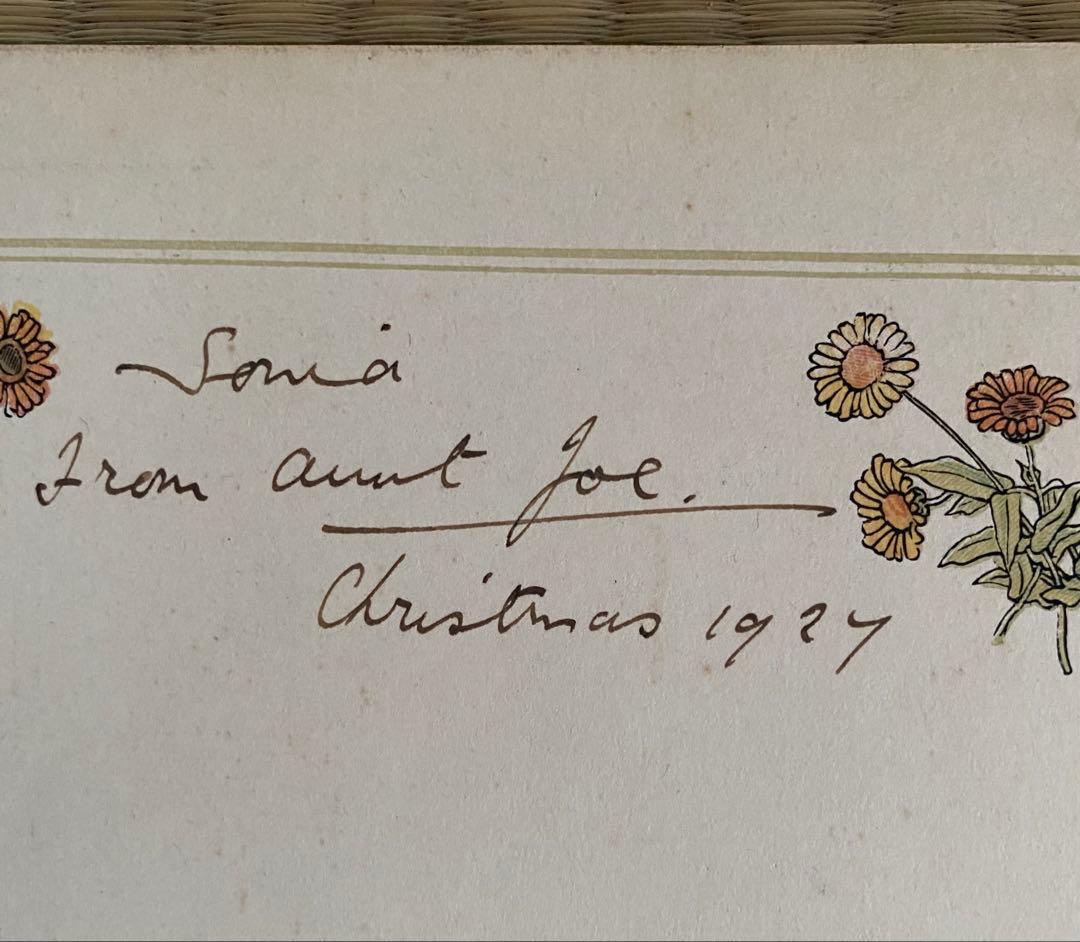 Sonia
From Aunt Joe.
Christmas 1927